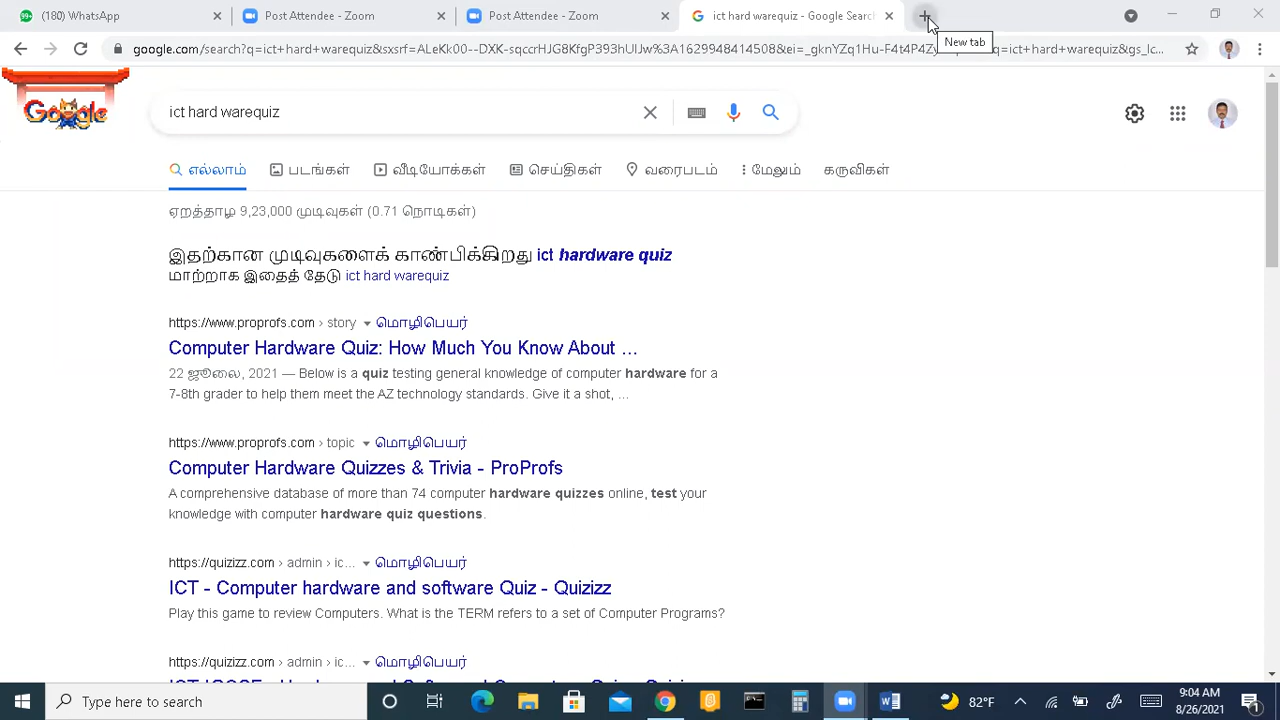 (180) WhatsApp
Post Attendee - Zoom
Post Attendee - Zoom
ict hard warequiz - Google Search
New tab
google.com/search?q=ict+hard+warequiz&sxsrf=ALeKk00--DXK-sqccrHJG8KfgP393hUIJw%3A1629948414508&ei=_gknYZq1Hu-F4t4P4Zy
q=ict+hard+warequiz&gs_lc...
Google
ict hard warequiz
எல்லாம் படங்கள் வீடியோக்கள் செய்திகள் வரைபடம் மேலும் கருவிகள்
ஏறத்தாழ 9,23,000 முடிவுகள் (0.71 நொடிகள்)
இதற்கான முடிவுகளைக் காண்பிக்கிறது ict hardware quiz
மாற்றாக இதைத் தேடு ict hard warequiz
https://www.proprofs.com › story மொழிபெயர்
Computer Hardware Quiz: How Much You Know About ...
22 ஜூலை, 2021 — Below is a quiz testing general knowledge of computer hardware for a
7-8th grader to help them meet the AZ technology standards. Give it a shot, ...
https://www.proprofs.com › topic மொழிபெயர்
Computer Hardware Quizzes & Trivia - ProProfs
A comprehensive database of more than 74 computer hardware quizzes online, test your
knowledge with computer hardware quiz questions.
https://quizizz.com › admin › ic... மொழிபெயர்
ICT - Computer hardware and software Quiz - Quizizz
Play this game to review Computers. What is the TERM refers to a set of Computer Programs?
https://quizizz.com › admin › ic... மொழிபெயர்
Type here to search
82°F
9:04 AM
8/26/2021
1